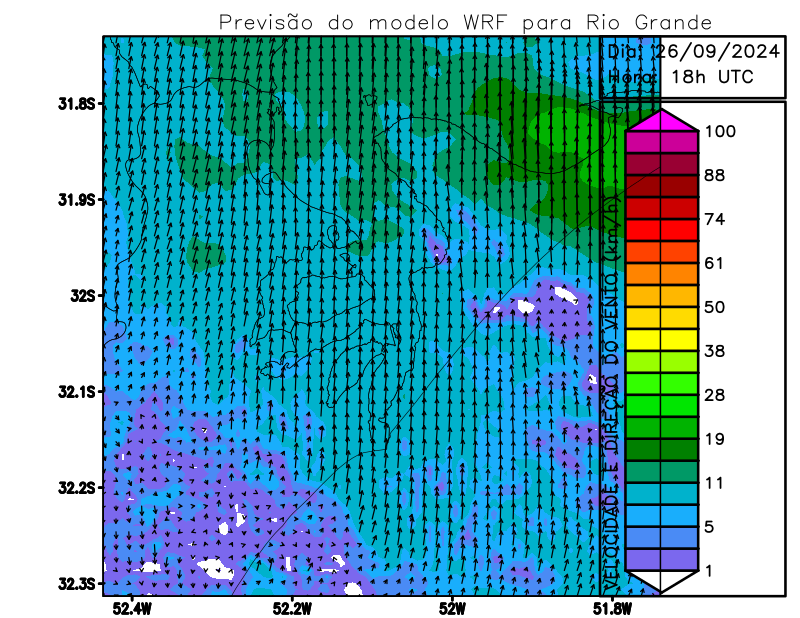 Previsão do modelo WRF para Rio Grande
Dia: 26/09/2024
Hora: 18h UTC
VELOCIDADE E DIREÇÃO DO VENTO (km/h)
100
88
74
61
50
38
28
19
11
5
1
31.8S
31.9S
32S
32.1S
32.2S
32.3S
52.4W
52.2W
52W
51.8W